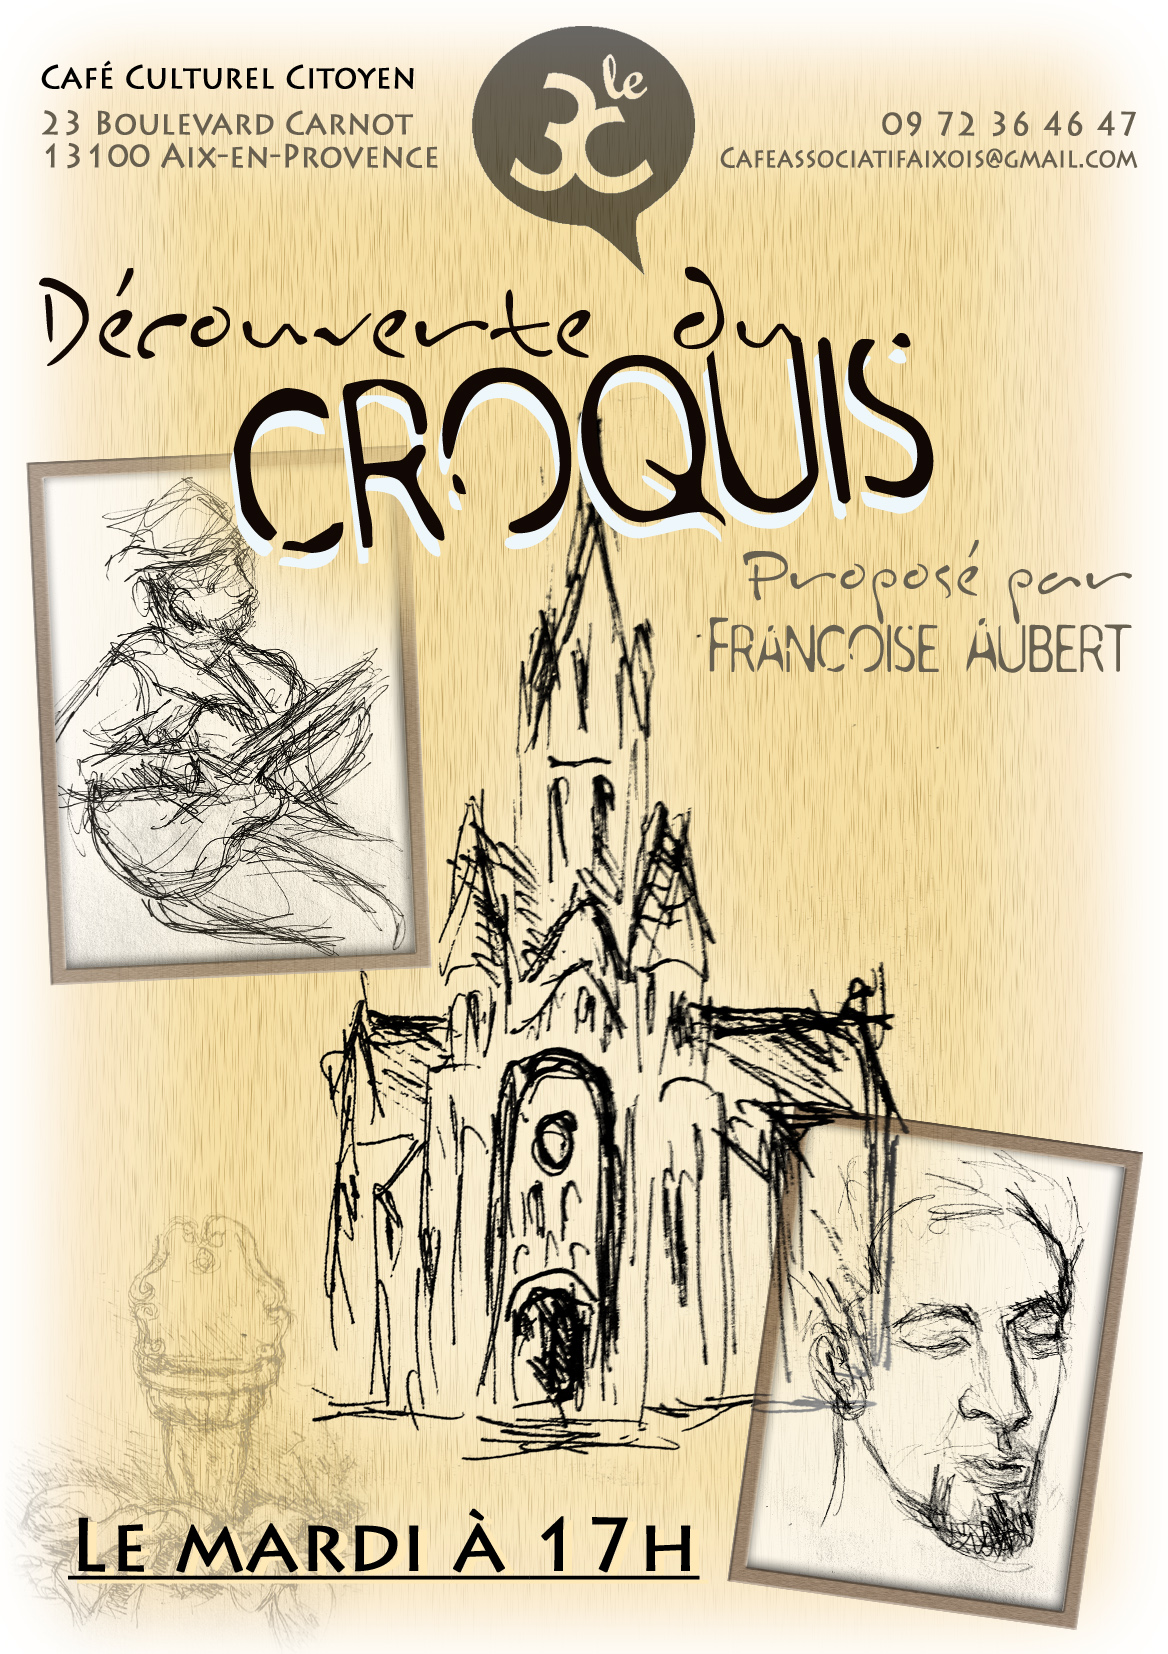 Café Culturel Citoyen
23 Boulevard Carnot
13100 Aix-en-Provence
le
3C
09 72 36 46 47
Cafeassociatifaixois@gmail.com
Découverte du
CROQUIS
Proposé par
FRANCOISE AUBERT
Le mardi à 17h